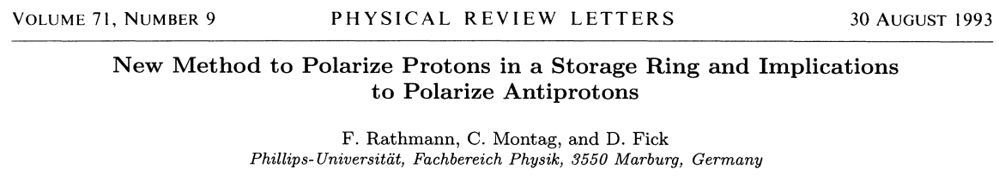 VOLUME 71, NUMBER 9 PHYSICAL REVIEW LETTERS 30 AUGUST 1993
New Method to Polarize Protons in a Storage Ring and Implications
to Polarize Antiprotons
F. Rathmann, C. Montag, and D. Fick
Phillips-Universität, Fachbereich Physik, 3550 Marburg, Germany